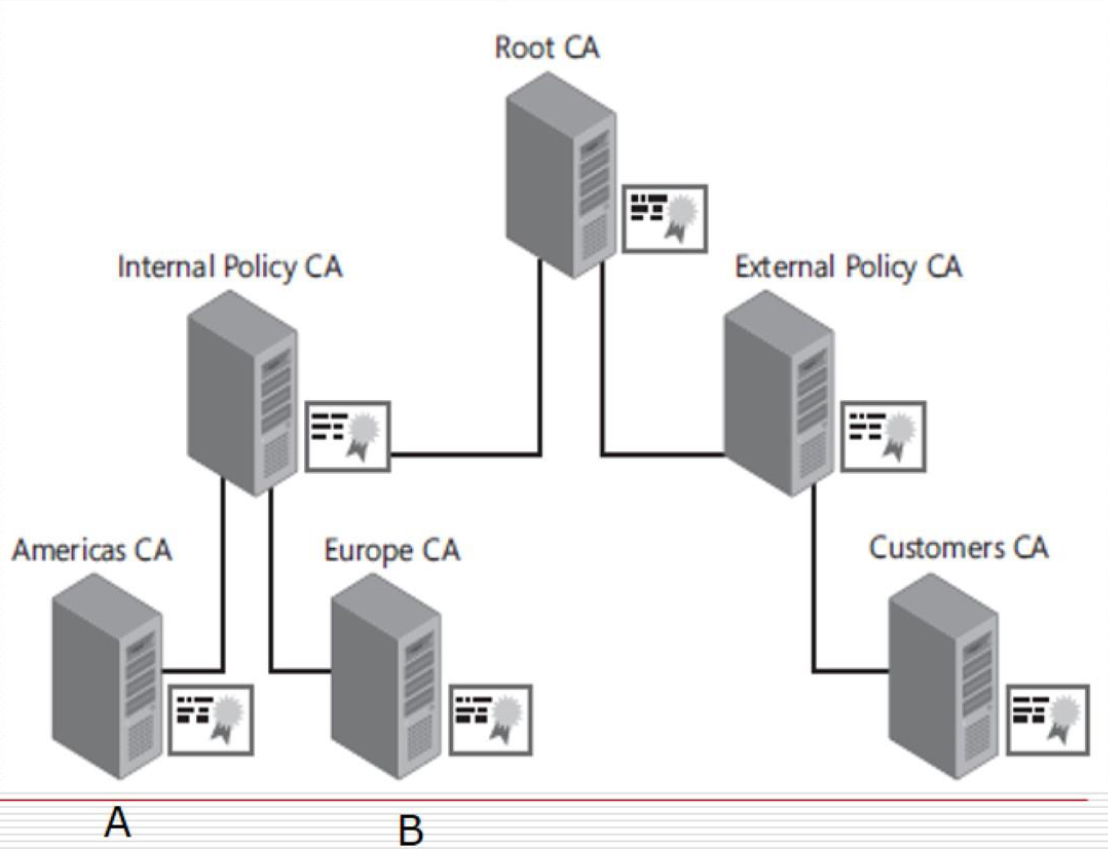 Root CA
Internal Policy CA
External Policy CA
Americas CA
Europe CA
Customers CA
A
B